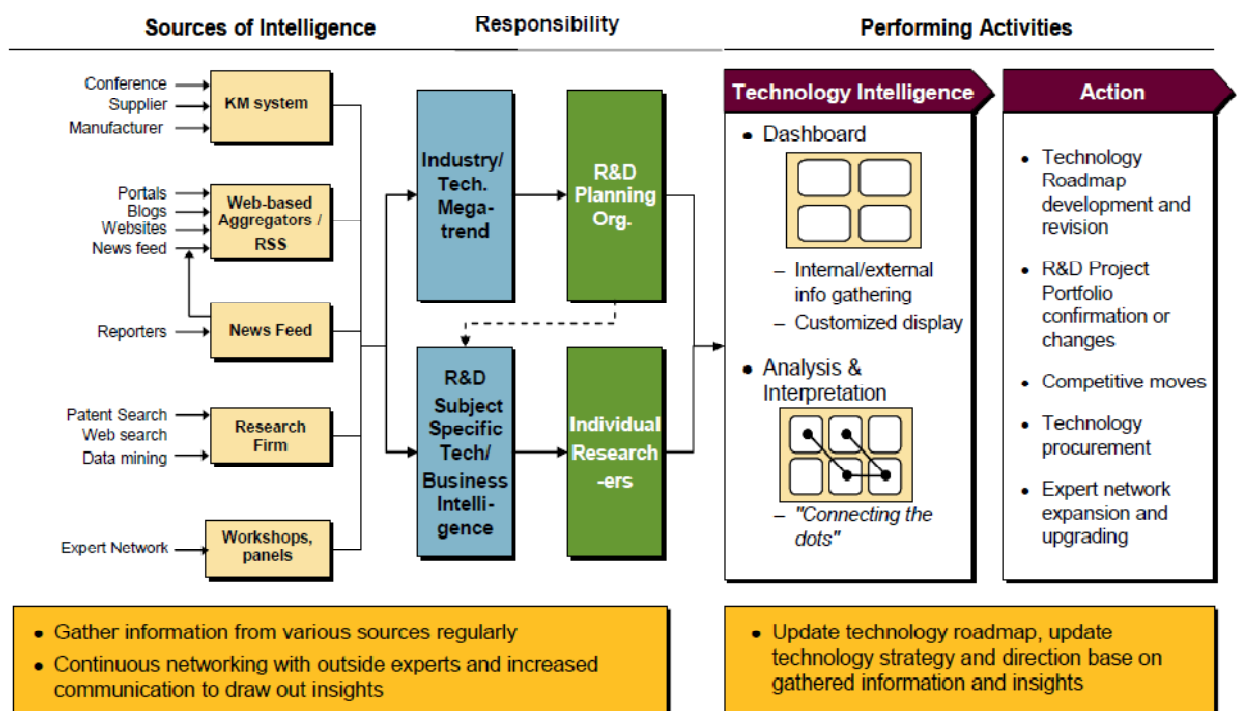 Sources of Intelligence
Responsibility
Performing Activities
Conference
Supplier
Manufacturer
KM system
Portals
Blogs
Websites
News feed
Web-based
Aggregators /
RSS
Reporters
News Feed
Patent Search
Web search
Data mining
Research
Firm
Expert Network
Workshops,
panels
Industry/
Tech.
Mega-
trend
R&D
Planning
Org.
R&D
Subject
Specific
Tech/
Business
Intelli-
gence
Individual
Research
-ers
Technology Intelligence
• Dashboard
– Internal/external
info gathering
– Customized display
• Analysis &
Interpretation
– "Connecting the
dots"
Action
• Technology
Roadmap
development and
revision
• R&D Project
Portfolio
confirmation or
changes
• Competitive moves
• Technology
procurement
• Expert network
expansion and
upgrading
• Gather information from various sources regularly
• Continuous networking with outside experts and increased
communication to draw out insights
• Update technology roadmap, update
technology strategy and direction base on
gathered information and insights